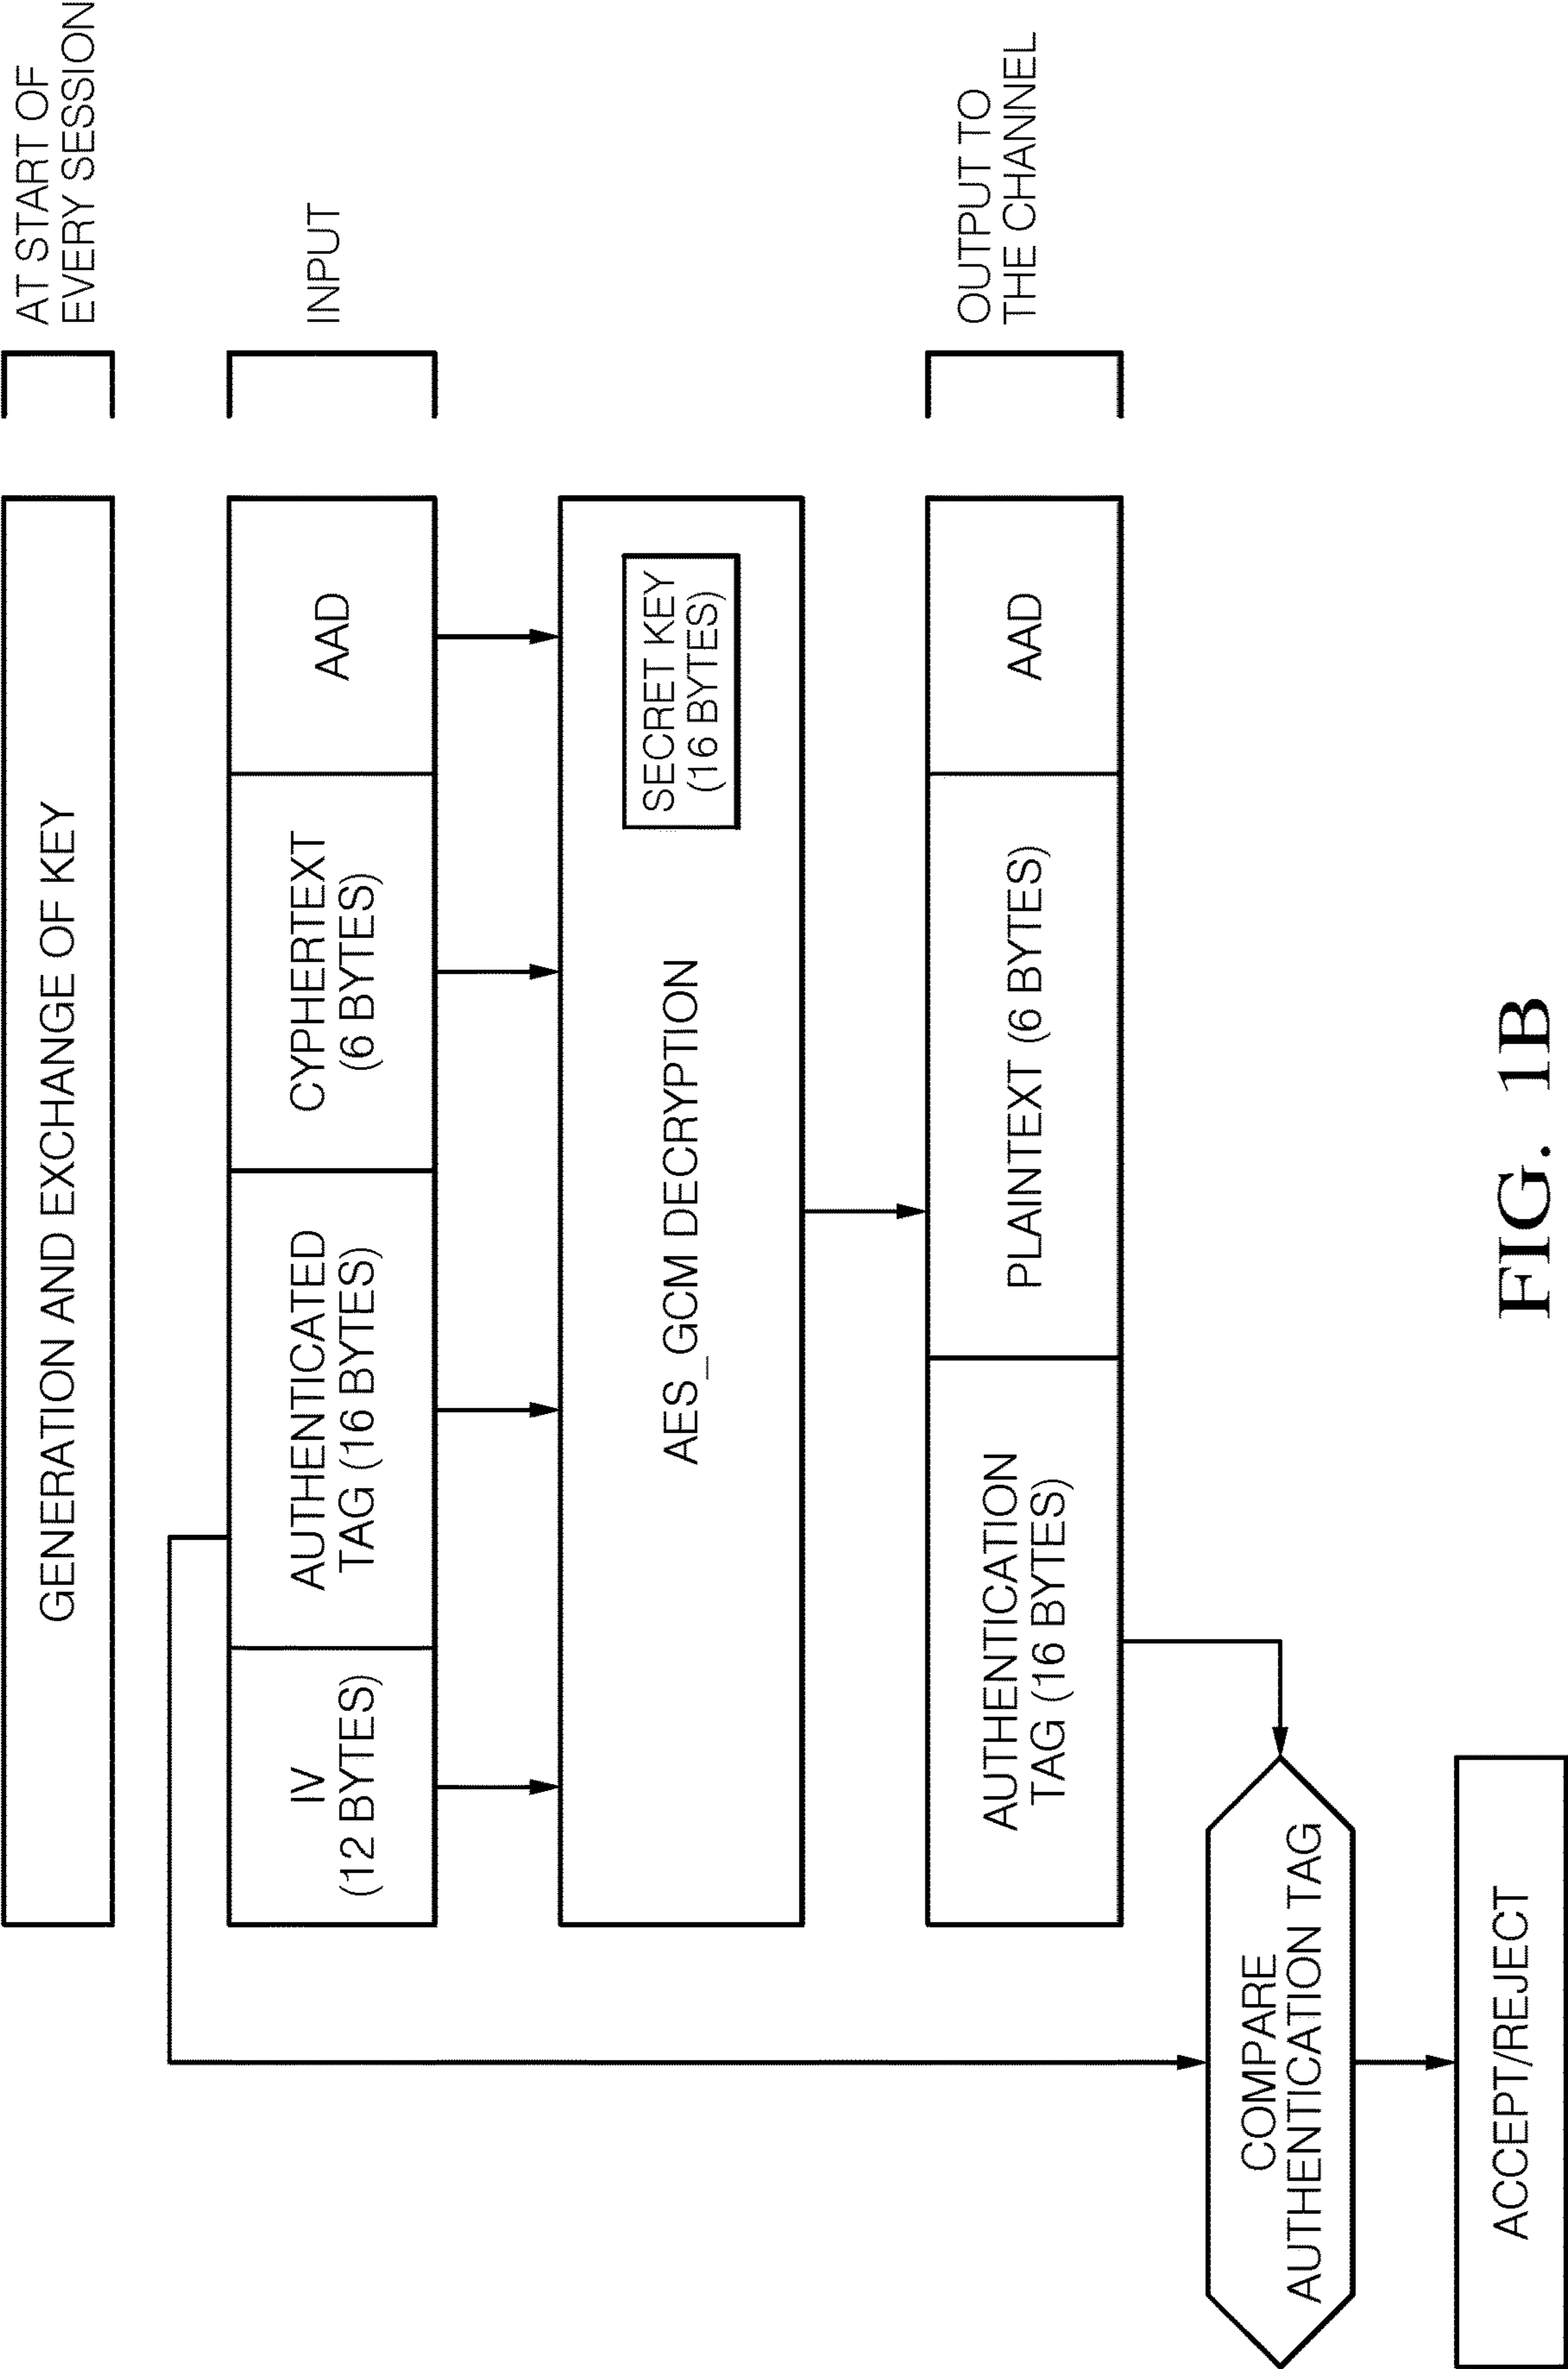 GENERATION AND EXCHANGE OF KEY
AT START OF
EVERY SESSION
IV
(12 BYTES)
AUTHENTICATED
TAG (16 BYTES)
CYPHERTEXT
(6 BYTES)
AAD
INPUT
AES_GCM DECRYPTION
SECRET KEY
(16 BYTES)
AUTHENTICATION
TAG (16 BYTES)
PLAINTEXT (6 BYTES)
AAD
OUTPUT TO
THE CHANNEL
COMPARE
AUTHENTICATION TAG
ACCEPT/REJECT
FIG. 1B